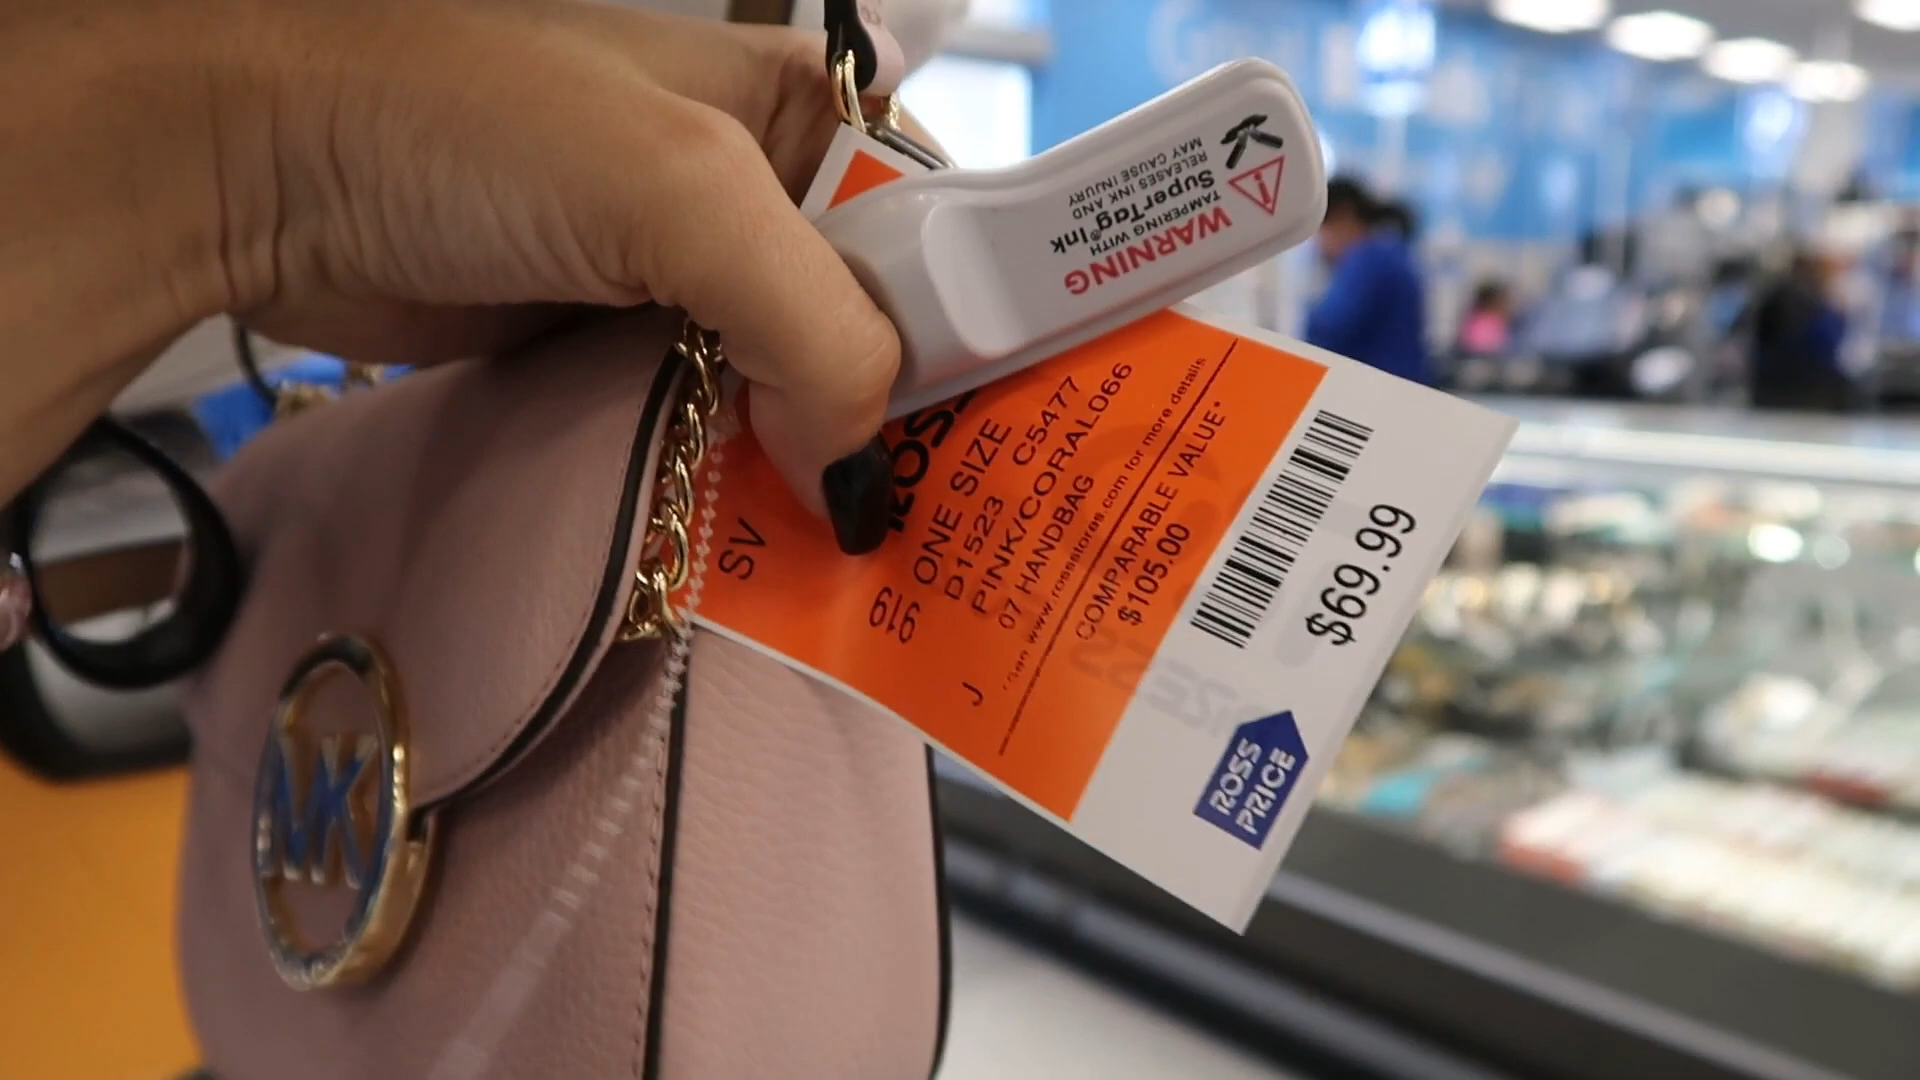 WARNING
TAMPERING WITH
SuperTag® Ink
RELEASES INK AND
MAY CAUSE INJURY
ROSS
SV
919
919
ONE SIZE
D1523 C5477
PINK/CORAL066
07 HANDBAG
J
www.rossstores.com for more details
COMPARABLE VALUE*
$105.00
$69.99
ROSS
PRICE
MK